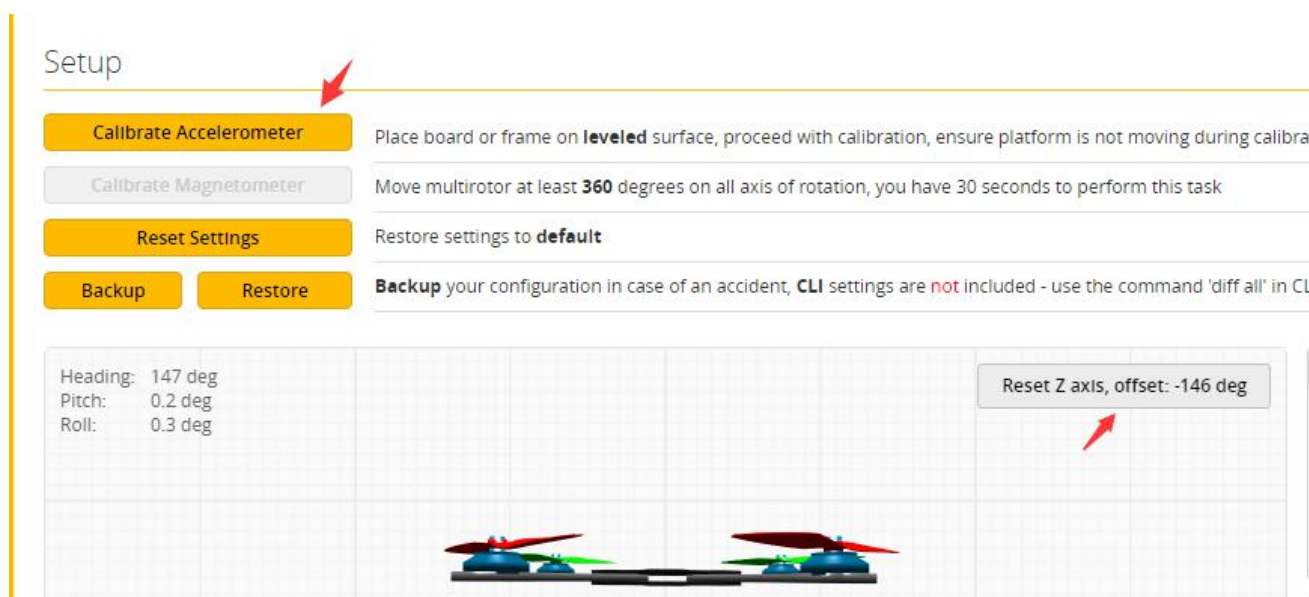 Setup
Calibrate Accelerometer
Place board or frame on leveled surface, proceed with calibration, ensure platform is not moving during calibra
Calibrate Magnetometer
Move multirotor at least 360 degrees on all axis of rotation, you have 30 seconds to perform this task
Reset Settings
Restore settings to default
Backup Restore
Backup your configuration in case of an accident, CLI settings are not included - use the command 'diff all' in CL
Heading: 147 deg
Reset Z axis, offset: -146 deg
Pitch: 0.2 deg
Roll: 0.3 deg